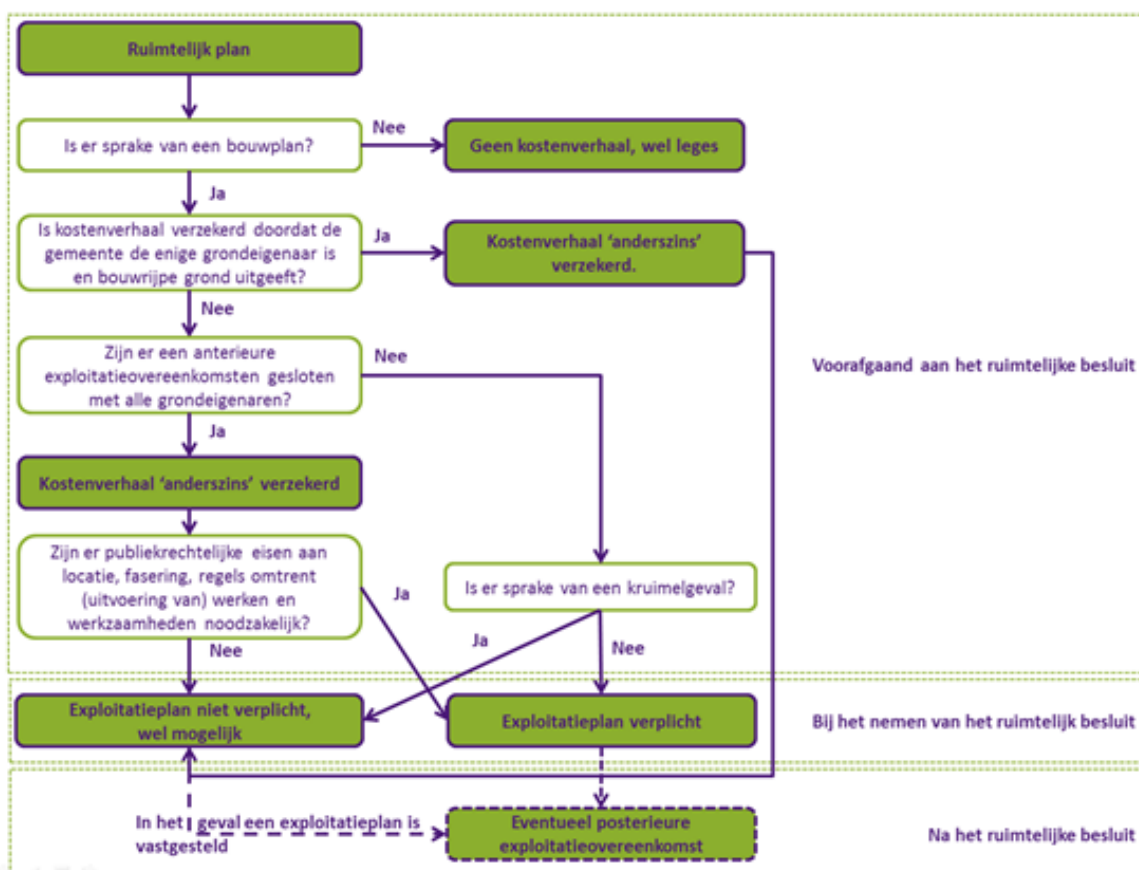 Ruimtelijk plan
Is er sprake van een bouwplan?
Nee
Geen kostenverhaal, wel leges
Ja
Is kostenverhaal verzekerd doordat de
gemeente de enige grondeigenaar is
en bouwrijpe grond uitgeeft?
Ja
Kostenverhaal ‘anderszins’
verzekerd.
Nee
Zijn er een anterieure
exploitatieovereenkomsten gesloten
met alle grondeigenaren?
Nee
Voorafgaand aan het ruimtelijke besluit
Ja
Kostenverhaal ‘anderszins’ verzekerd
Zijn er publiekrechtelijke eisen aan
locatie, fasering, regels omtrent
(uitvoering van) werken en
werkzaamheden noodzakelijk?
Ja
Is er sprake van een kruimelgeval?
Nee
Ja
Nee
Exploitatieplan niet verplicht,
wel mogelijk
Exploitatieplan verplicht
Bij het nemen van het ruimtelijk besluit
In het geval een exploitatieplan is
vastgesteld
Eventueel posterieure
exploitatieovereenkomst
Na het ruimtelijke besluit